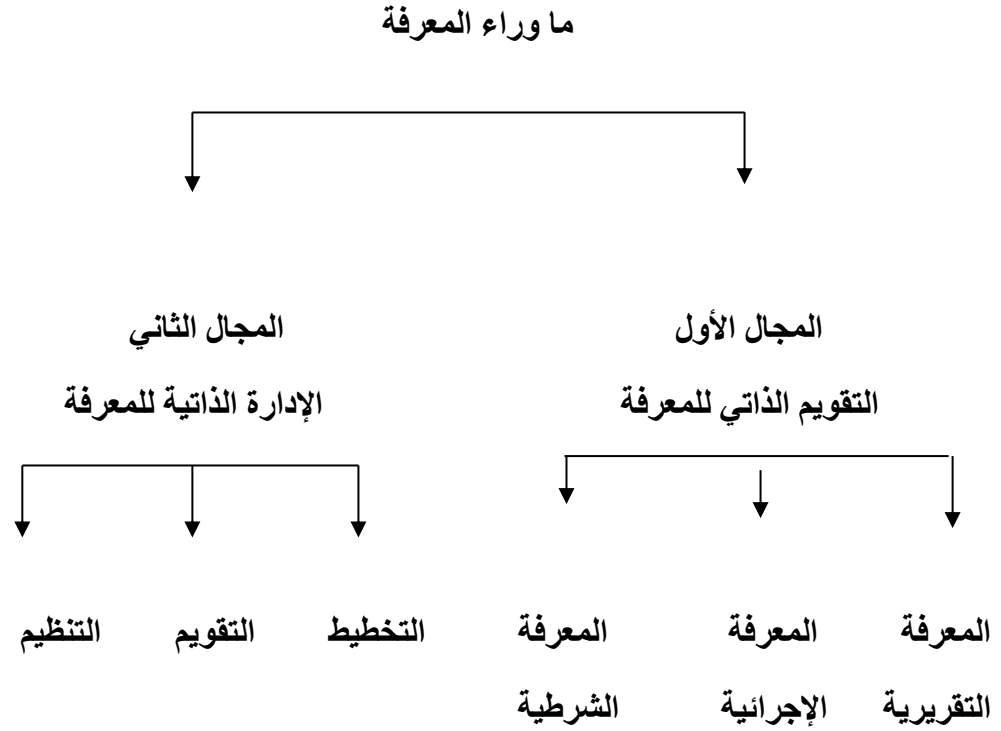 ما وراء المعرفة
المجال الأول
التقويم الذاتي للمعرفة
المجال الثاني
الإدارة الذاتية للمعرفة
المعرفة
التقريرية
المعرفة
الإجرائية
المعرفة
الشرطية
التخطيط
التقويم
التنظيم